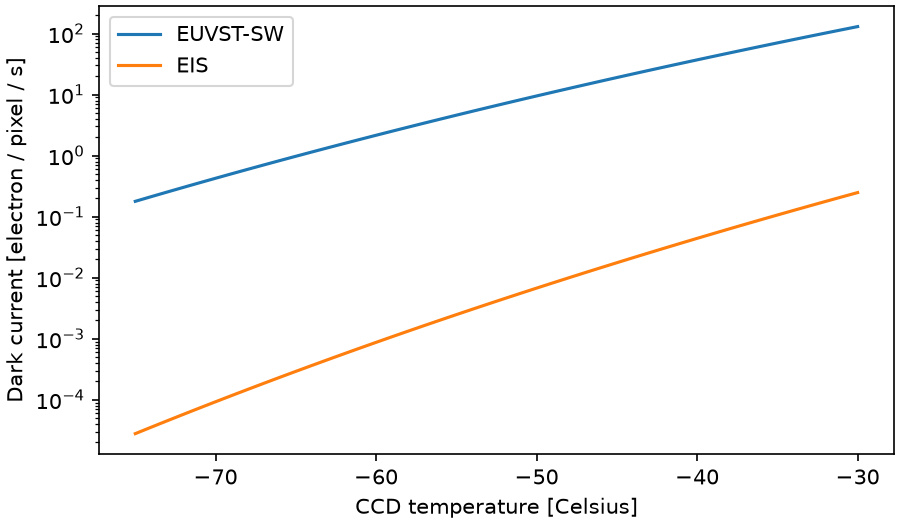 EUVST-SW
EIS
Dark current [electron / pixel / s]
10²
10¹
10⁰
10⁻¹
10⁻²
10⁻³
10⁻⁴
−70 −60 −50 −40 −30
CCD temperature [Celsius]